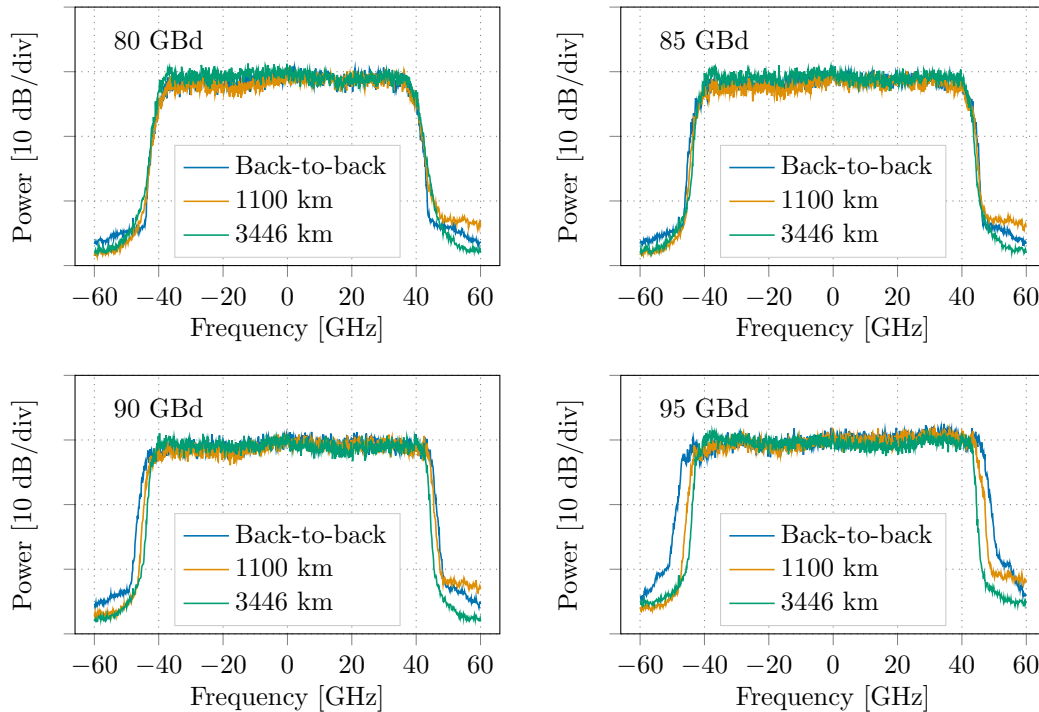 80 GBd
Power [10 dB/div]
Back-to-back
1100 km
3446 km
−60 −40 −20 0 20 40 60
Frequency [GHz]
85 GBd
Power [10 dB/div]
Back-to-back
1100 km
3446 km
−60 −40 −20 0 20 40 60
Frequency [GHz]
90 GBd
Power [10 dB/div]
Back-to-back
1100 km
3446 km
−60 −40 −20 0 20 40 60
Frequency [GHz]
95 GBd
Power [10 dB/div]
Back-to-back
1100 km
3446 km
−60 −40 −20 0 20 40 60
Frequency [GHz]